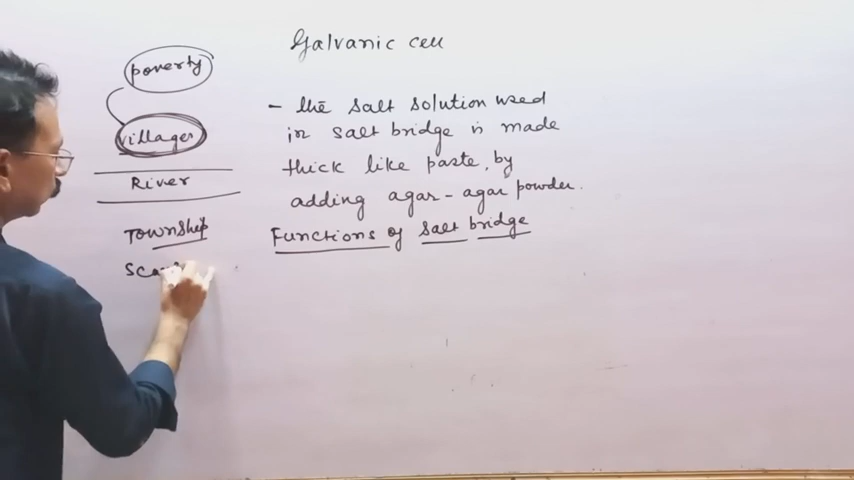 Galvanic cell
poverty
villages
River
Township
- the salt solution used
in salt bridge is made
thick like paste, by
adding agar-agar powder.
Functions of salt bridge